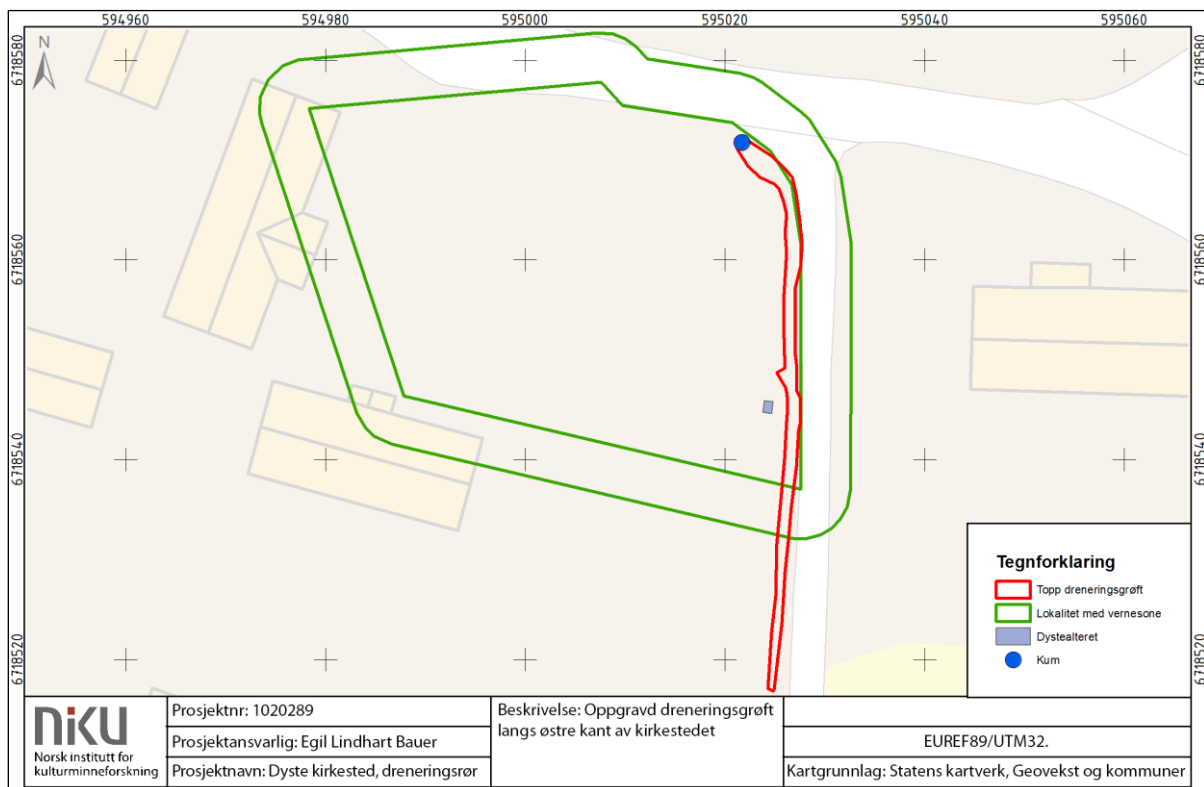 594960 594980 595000 595020 595040 595060
N
6718580 6718580
6718560 6718560
6718540 6718540
6718520 6718520
Tegnforklaring
Topp dreneringsgrøft
Lokalitet med vernesone
Dystealteret
Kum
niku
Norsk institutt for
kulturminneforskning
Prosjektnr: 1020289
Prosjektansvarlig: Egil Lindhart Bauer
Prosjektnavn: Dyste kirkested, dreneringsrør
Beskrivelse: Oppgravd dreneringsgrøft
langs østre kant av kirkestedet
EUREF89/UTM32.
Kartgrunnlag: Statens kartverk, Geovekst og kommuner